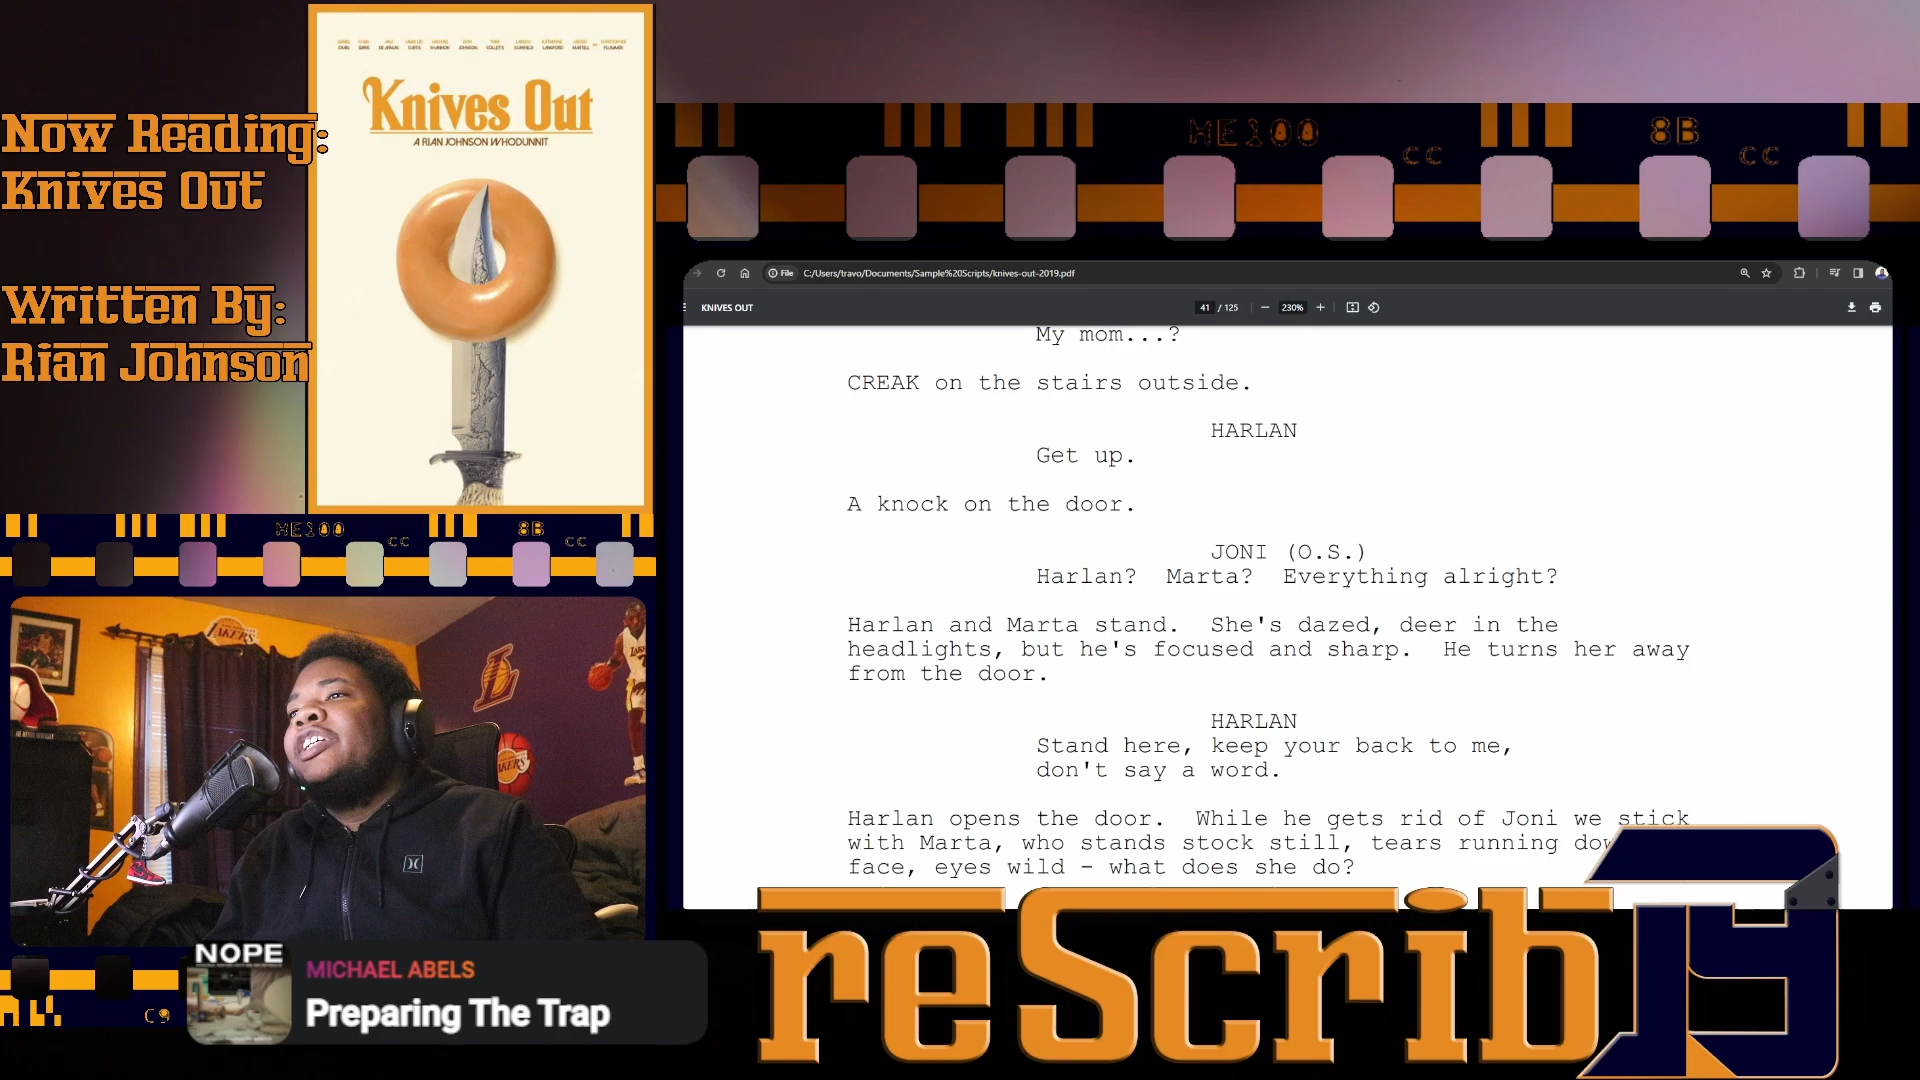 Now Reading:
Knives Out
Written By:
Rian Johnson
Knives Out
A RIAN JOHNSON WHODUNNIT
ME100
8B
CC
CC
File C:/Users/travo/Documents/Sample%20Scripts/knives-out-2019.pdf
KNIVES OUT
41 / 125
230%
My mom...?
CREAK on the stairs outside.
HARLAN
Get up.
A knock on the door.
JONI (O.S.)
Harlan? Marta? Everything alright?
Harlan and Marta stand. She's dazed, deer in the
headlights, but he's focused and sharp. He turns her away
from the door.
HARLAN
Stand here, keep your back to me,
don't say a word.
Harlan opens the door. While he gets rid of Joni we stick
with Marta, who stands stock still, tears running
face, eyes wild – what does she do?
ME100
8B
CC
CC
LAKERS
LAKERS
L
C9
NOPE
MICHAEL ABELS
Preparing The Trap
reScrib